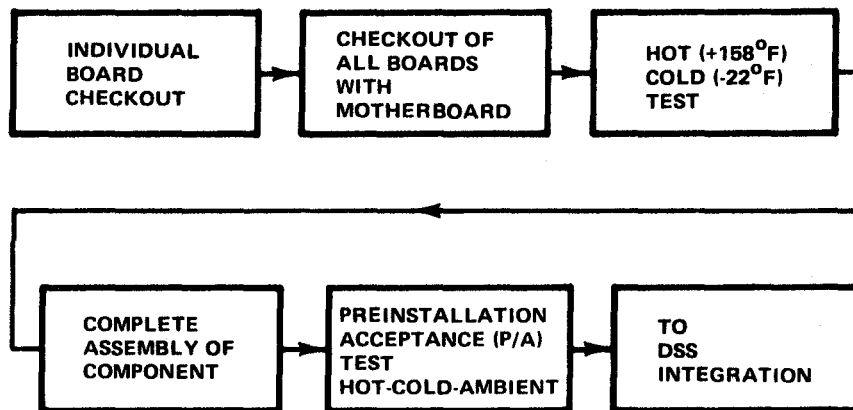 INDIVIDUAL
BOARD
CHECKOUT
CHECKOUT OF
ALL BOARDS
WITH
MOTHERBOARD
HOT (+158°F)
COLD (-22°F)
TEST
COMPLETE
ASSEMBLY OF
COMPONENT
PREINSTALLATION
ACCEPTANCE (P/A)
TEST
HOT-COLD-AMBIENT
TO
DSS
INTEGRATION